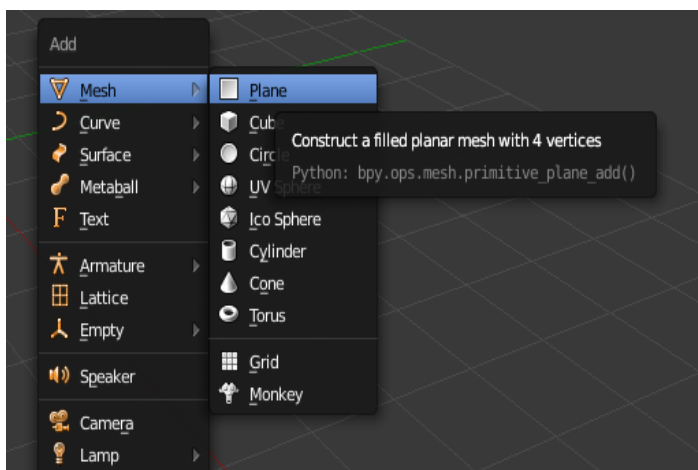 Add
Mesh
Curve
Surface
Metaball
Text
Armature
Lattice
Empty
Speaker
Camera
Lamp
Plane
Cube
Circle
UV Sphere
Ico Sphere
Cylinder
Cone
Torus
Grid
Monkey
Construct a filled planar mesh with 4 vertices
Python: bpy.ops.mesh.primitive_plane_add()